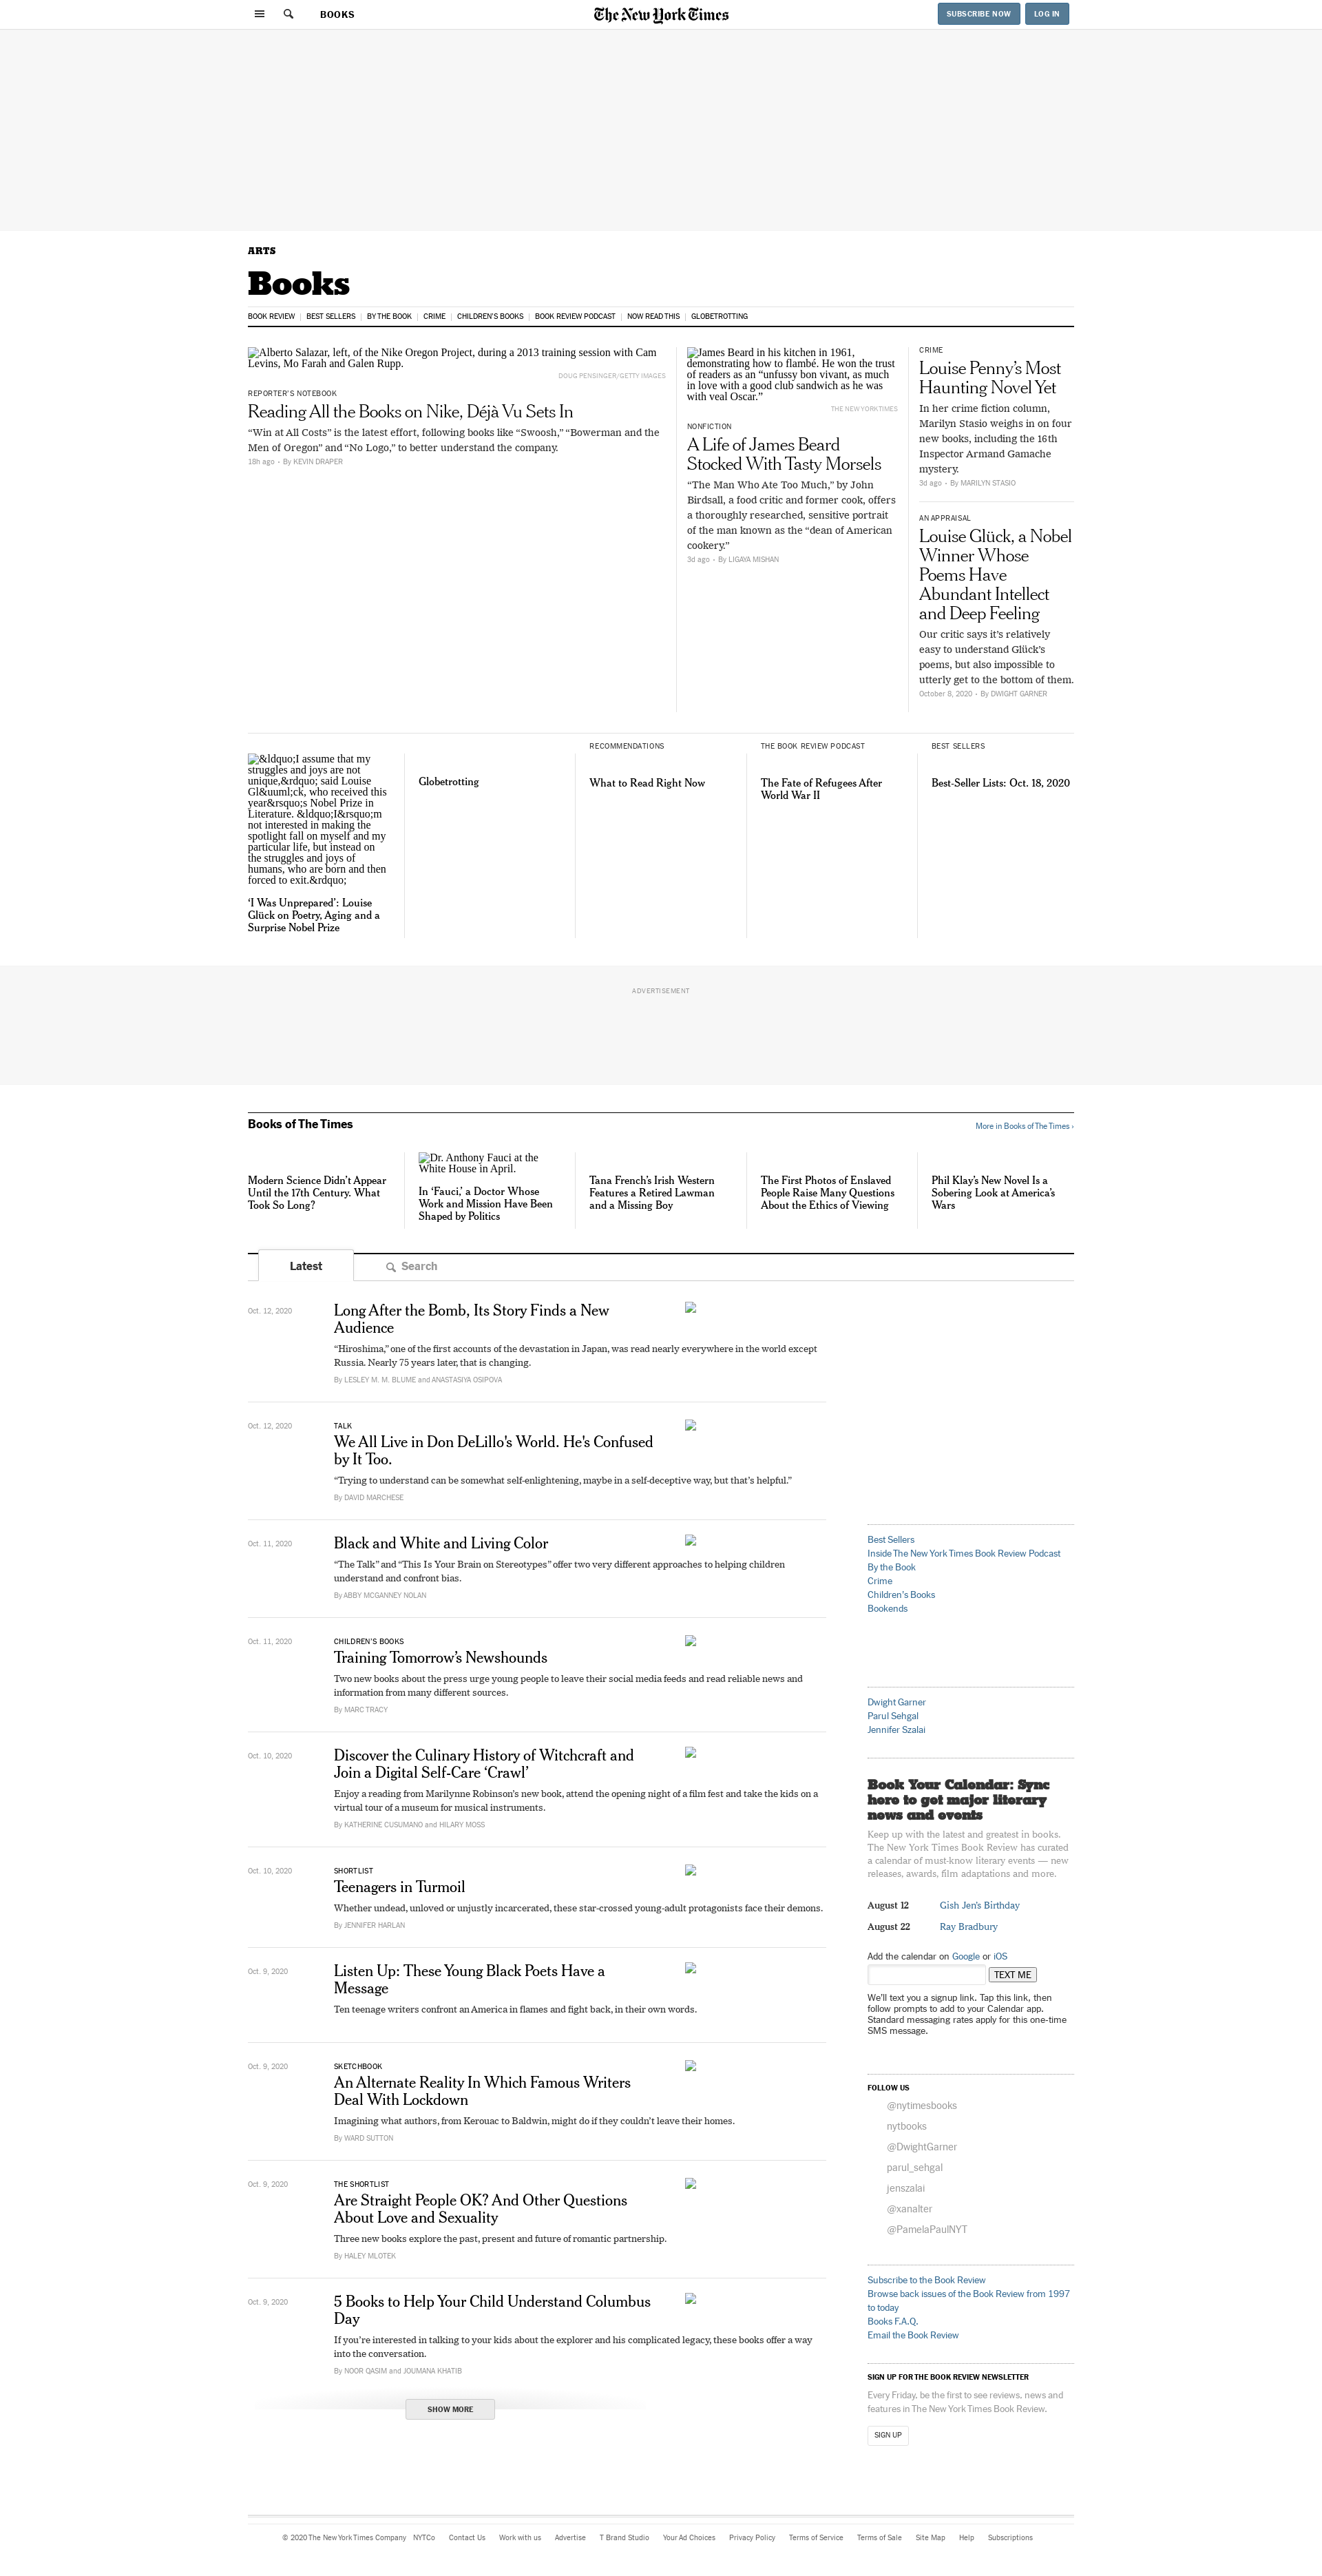 BOOKS
The New York Times
SUBSCRIBE NOW
LOG IN
ARTS
Books
BOOK REVIEW
BEST SELLERS
BY THE BOOK
CRIME
CHILDREN'S BOOKS
BOOK REVIEW PODCAST
NOW READ THIS
GLOBETROTTING
Alberto Salazar, left, of the Nike Oregon Project, during a 2013 training session with Cam
Levins, Mo Farah and Galen Rupp.
DOUG PENSINGER/GETTY IMAGES
REPORTER'S NOTEBOOK
Reading All the Books on Nike, Déjà Vu Sets In
“Win at All Costs” is the latest effort, following books like “Swoosh,” “Bowerman and the
Men of Oregon” and “No Logo,” to better understand the company.
18h ago • By KEVIN DRAPER
James Beard in his kitchen in 1961,
demonstrating how to flambé. He won the trust
of readers as an “unfussy bon vivant, as much
in love with a good club sandwich as he was
with veal Oscar.”
THE NEW YORK TIMES
NONFICTION
A Life of James Beard
Stocked With Tasty Morsels
“The Man Who Ate Too Much,” by John
Birdsall, a food critic and former cook, offers
a thoroughly researched, sensitive portrait
of the man known as the “dean of American
cookery.”
3d ago • By LIGAYA MISHAN
CRIME
Louise Penny’s Most
Haunting Novel Yet
In her crime fiction column,
Marilyn Stasio weighs in on four
new books, including the 16th
Inspector Armand Gamache
mystery.
3d ago • By MARILYN STASIO
AN APPRAISAL
Louise Glück, a Nobel
Winner Whose
Poems Have
Abundant Intellect
and Deep Feeling
Our critic says it’s relatively
easy to understand Glück’s
poems, but also impossible to
utterly get to the bottom of them.
October 8, 2020 • By DWIGHT GARNER
&ldquo;I assume that my
struggles and joys are not
unique,&rdquo; said Louise
Gl&uuml;ck, who received this
year&rsquo;s Nobel Prize in
Literature. &ldquo;I&rsquo;m
not interested in making the
spotlight fall on myself and my
particular life, but instead on
the struggles and joys of
humans, who are born and then
forced to exit.&rdquo;
‘I Was Unprepared’: Louise
Glück on Poetry, Aging and a
Surprise Nobel Prize
Globetrotting
RECOMMENDATIONS
What to Read Right Now
THE BOOK REVIEW PODCAST
The Fate of Refugees After
World War II
BEST SELLERS
Best-Seller Lists: Oct. 18, 2020
ADVERTISEMENT
Books of The Times
More in Books of The Times ›
Modern Science Didn’t Appear
Until the 17th Century. What
Took So Long?
Dr. Anthony Fauci at the
White House in April.
In ‘Fauci,’ a Doctor Whose
Work and Mission Have Been
Shaped by Politics
Tana French’s Irish Western
Features a Retired Lawman
and a Missing Boy
The First Photos of Enslaved
People Raise Many Questions
About the Ethics of Viewing
Phil Klay’s New Novel Is a
Sobering Look at America’s
Wars
Latest
Search
Oct. 12, 2020
Long After the Bomb, Its Story Finds a New
Audience
“Hiroshima,” one of the first accounts of the devastation in Japan, was read nearly everywhere in the world except
Russia. Nearly 75 years later, that is changing.
By LESLEY M. M. BLUME and ANASTASIYA OSIPOVA
Oct. 12, 2020
TALK
We All Live in Don DeLillo's World. He's Confused
by It Too.
“Trying to understand can be somewhat self-enlightening, maybe in a self-deceptive way, but that’s helpful.”
By DAVID MARCHESE
Oct. 11, 2020
Black and White and Living Color
“The Talk” and “This Is Your Brain on Stereotypes” offer two very different approaches to helping children
understand and confront bias.
By ABBY MCGANNEY NOLAN
Oct. 11, 2020
CHILDREN'S BOOKS
Training Tomorrow’s Newshounds
Two new books about the press urge young people to leave their social media feeds and read reliable news and
information from many different sources.
By MARC TRACY
Oct. 10, 2020
Discover the Culinary History of Witchcraft and
Join a Digital Self-Care ‘Crawl’
Enjoy a reading from Marilynne Robinson’s new book, attend the opening night of a film fest and take the kids on a
virtual tour of a museum for musical instruments.
By KATHERINE CUSUMANO and HILARY MOSS
Oct. 10, 2020
SHORTLIST
Teenagers in Turmoil
Whether undead, unloved or unjustly incarcerated, these star-crossed young-adult protagonists face their demons.
By JENNIFER HARLAN
Oct. 9, 2020
Listen Up: These Young Black Poets Have a
Message
Ten teenage writers confront an America in flames and fight back, in their own words.
Oct. 9, 2020
SKETCHBOOK
An Alternate Reality In Which Famous Writers
Deal With Lockdown
Imagining what authors, from Kerouac to Baldwin, might do if they couldn’t leave their homes.
By WARD SUTTON
Oct. 9, 2020
THE SHORTLIST
Are Straight People OK? And Other Questions
About Love and Sexuality
Three new books explore the past, present and future of romantic partnership.
By HALEY MLOTEK
Oct. 9, 2020
5 Books to Help Your Child Understand Columbus
Day
If you’re interested in talking to your kids about the explorer and his complicated legacy, these books offer a way
into the conversation.
By NOOR QASIM and JOUMANA KHATIB
SHOW MORE
Best Sellers
Inside The New York Times Book Review Podcast
By the Book
Crime
Children's Books
Bookends
Dwight Garner
Parul Sehgal
Jennifer Szalai
Book Your Calendar: Sync
here to get major literary
news and events
Keep up with the latest and greatest in books.
The New York Times Book Review has curated
a calendar of must-know literary events — new
releases, awards, film adaptations and more.
August 12 Gish Jen's Birthday
August 22 Ray Bradbury
Add the calendar on Google or iOS
TEXT ME
We’ll text you a signup link. Tap this link, then
follow prompts to add to your Calendar app.
Standard messaging rates apply for this one-time
SMS message.
FOLLOW US
@nytimesbooks
nytbooks
@DwightGarner
parul_sehgal
jenszalai
@xanalter
@PamelaPaulNYT
Subscribe to the Book Review
Browse back issues of the Book Review from 1997
to today
Books F.A.Q.
Email the Book Review
SIGN UP FOR THE BOOK REVIEW NEWSLETTER
Every Friday, be the first to see reviews, news and
features in The New York Times Book Review.
SIGN UP
© 2020 The New York Times Company NYTCo Contact Us Work with us Advertise T Brand Studio Your Ad Choices Privacy Policy Terms of Service Terms of Sale Site Map Help Subscriptions